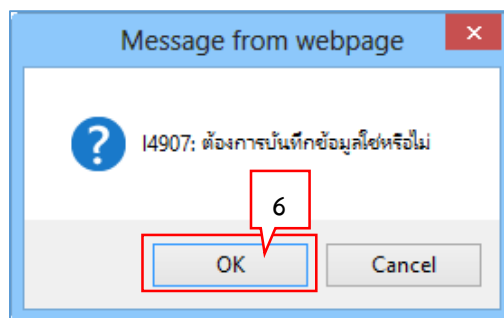 Message from webpage
I4907: ต้องการบันทึกข้อมูลใช่หรือไม่
6
OK
Cancel